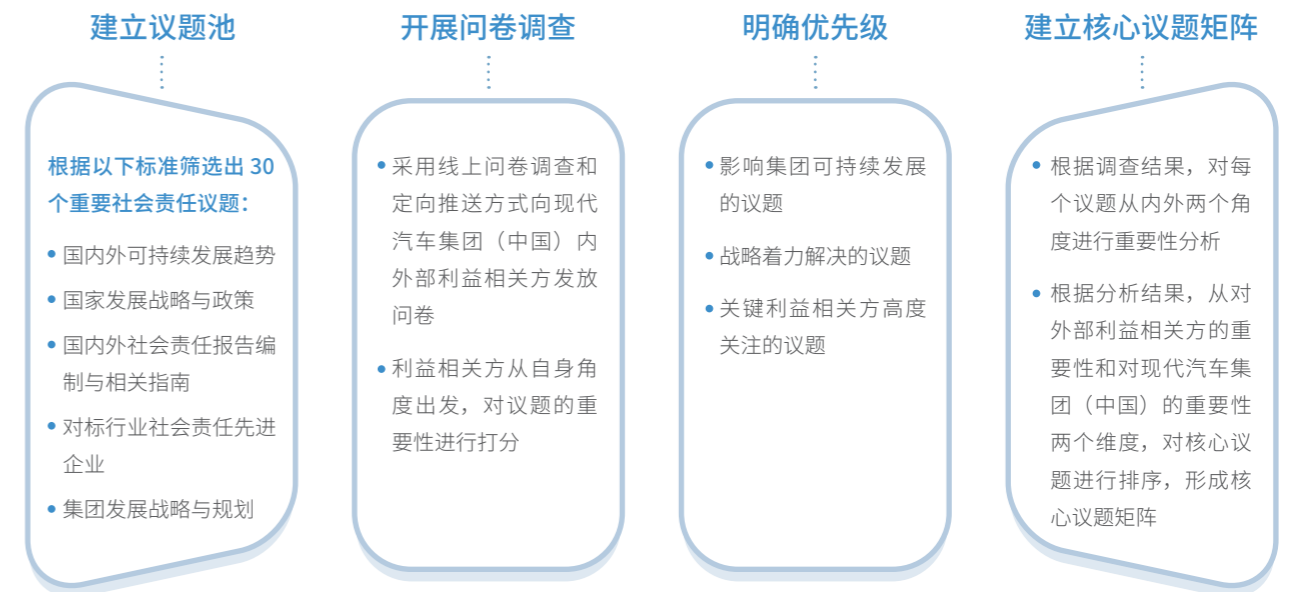 建立议题池
根据以下标准筛选出 30
个重要社会责任议题：
国内外可持续发展趋势
国家发展战略与政策
国内外社会责任报告编
制与相关指南
对标行业社会责任先进
企业
集团发展战略与规划
开展问卷调查
采用线上问卷调查和
定向推送方式向现代
汽车集团（中国）内
外部利益相关方发放
问卷
利益相关方从自身角
度出发，对议题的重
要性进行打分
明确优先级
影响集团可持续发展
的议题
战略着力解决的议题
关键利益相关方高度
关注的议题
建立核心议题矩阵
根据调查结果，对每
个议题从内外两个角
度进行重要性分析
根据分析结果，从对
外部利益相关方的重
要性和对现代汽车集
团（中国）的重要性
两个维度，对核心议
题进行排序，形成核
心议题矩阵